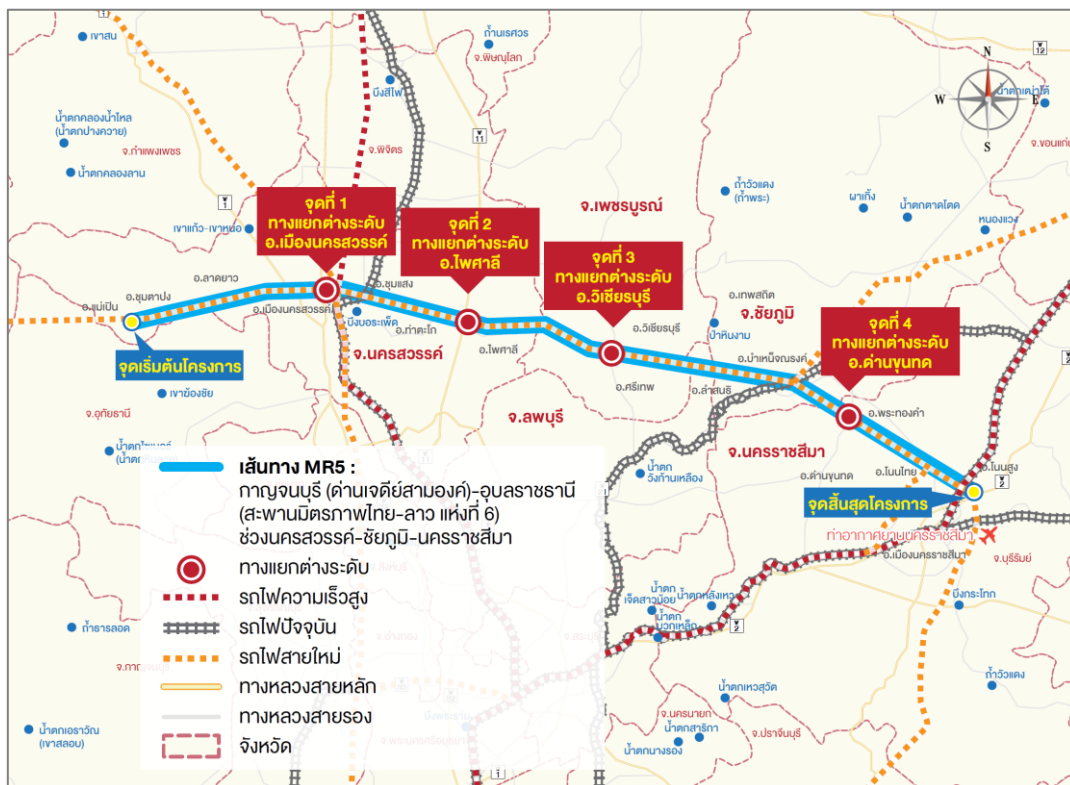 เขาสน
ถ้ำนเรศวร
จ.พิษณุโลก
12
N
W
E
S
น้ำตกเฒ่าโต้
บึงสีไฟ
น้ำตกคลองน้ำไหล
(น้ำตกปางควาย)
จ.กำแพงเพชร
จ.พิจิตร
11
จ.ขอนแก่น
น้ำตกคลองลาน
1
เขาแก้ว-เขาหน่อ
จุดที่ 1
ทางแยกต่างระดับ
อ.เมืองนครสวรรค์
จุดที่ 2
ทางแยกต่างระดับ
อ.ไพศาลี
จ.เพชรบูรณ์
จุดที่ 3
ทางแยกต่างระดับ
อ.วิเชียรบุรี
ถ้ำวัวแดง
(ถ้ำพระ)
ผาเกิ้ง
น้ำตกตาดโตด
หนองแวง
อ.แม่เปิน
อ.ชุมตาบง
อ.ลาดยาว
อ.เมืองนครสวรรค์
อ.ชุมแสง
บึงบอระเพ็ด
อ.ท่าตะโก
อ.ไพศาลี
อ.วิเชียรบุรี
อ.เทพสถิต
จ.ชัยภูมิ
ป่าหินงาม
อ.บำเหน็จณรงค์
จุดที่ 4
ทางแยกต่างระดับ
อ.ด่านขุนทด
2
จุดเริ่มต้นโครงการ
จ.นครสวรรค์
อ.ศรีเทพ
อ.ลำสนธิ
เขาฆ้องชัย
จ.อุทัยธานี
จ.ลพบุรี
อ.พระทองคำ
จ.นครราชสีมา
น้ำตก
วังก้านเหลือง
อ.ด่านขุนทด
อ.โนนไทย
อ.โนนสูง
2
จุดสิ้นสุดโครงการ
ท่าอากาศยานนครราชสีมา
อ.เมืองนครราชสีมา
จ.บุรีรัมย์
เส้นทาง MR5 :
กาญจนบุรี (ด่านเจดีย์สามองค์)-อุบลราชธานี
(สะพานมิตรภาพไทย-ลาว แห่งที่ 6)
ช่วงนครสวรรค์-ชัยภูมิ-นครราชสีมา
ทางแยกต่างระดับ
รถไฟความเร็วสูง
รถไฟปัจจุบัน
รถไฟสายใหม่
ทางหลวงสายหลัก
ทางหลวงสายรอง
จังหวัด
น้ำตก
เจ็ดสาวน้อย
น้ำตก
มวกเหล็ก
2
บึงกระโทก
ถ้ำธารลอด
ถ้ำวัวแดง
น้ำตกเหวสุวัต
จ.นครนายก
น้ำตกสาริกา
น้ำตกนางรอง
จ.ปราจีนบุรี
น้ำตกเอราวัณ
(เขาสลอบ)
1